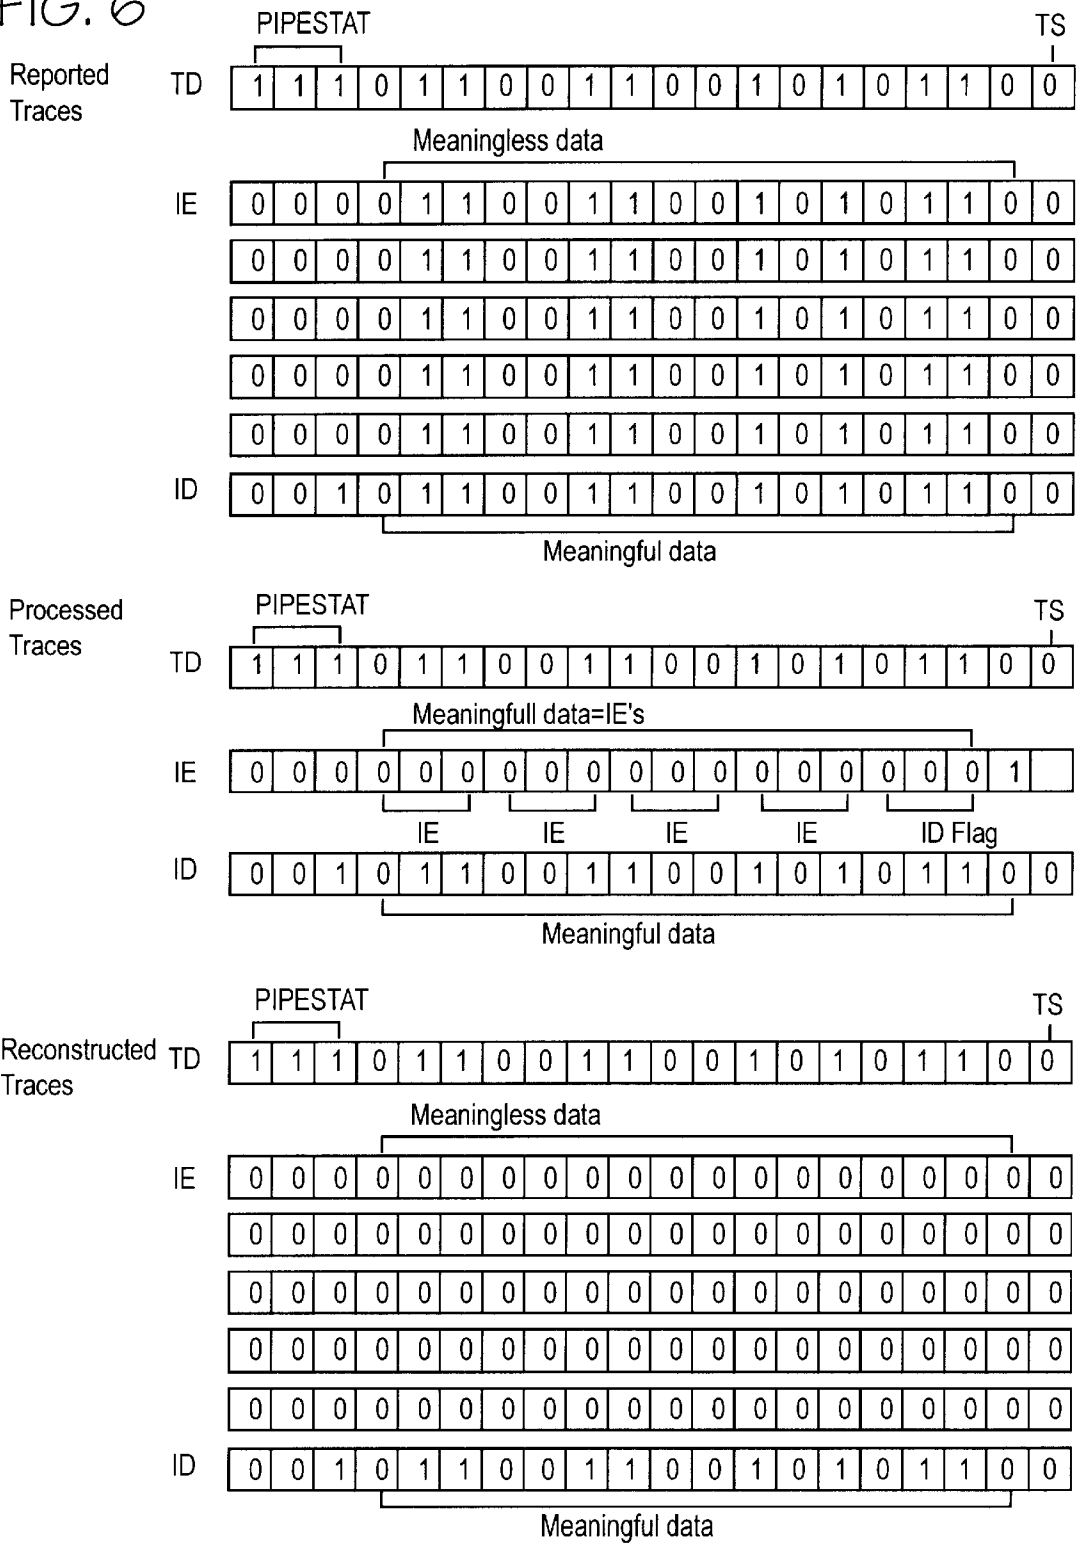 FIG. 6
PIPESTAT TS
Reported
Traces
TD 1 1 1 0 1 1 0 0 1 1 0 0 1 0 1 0 1 1 0 0
Meaningless data
IE 0 0 0 0 1 1 0 0 1 1 0 0 1 0 1 0 1 1 0 0
0 0 0 0 1 1 0 0 1 1 0 0 1 0 1 0 1 1 0 0
0 0 0 0 1 1 0 0 1 1 0 0 1 0 1 0 1 1 0 0
0 0 0 0 1 1 0 0 1 1 0 0 1 0 1 0 1 1 0 0
0 0 0 0 1 1 0 0 1 1 0 0 1 0 1 0 1 1 0 0
ID 0 0 1 0 1 1 0 0 1 1 0 0 1 0 1 0 1 1 0 0
Meaningful data
Processed
Traces
PIPESTAT TS
TD 1 1 1 0 1 1 0 0 1 1 0 0 1 0 1 0 1 1 0 0
Meaningfull data=IE's
IE 0 0 0 0 0 0 0 0 0 0 0 0 0 0 0 0 0 0 1
IE IE IE IE ID Flag
ID 0 0 1 0 1 1 0 0 1 1 0 0 1 0 1 0 1 1 0 0
Meaningful data
PIPESTAT TS
Reconstructed
Traces
TD 1 1 1 0 1 1 0 0 1 1 0 0 1 0 1 0 1 1 0 0
Meaningless data
IE 0 0 0 0 0 0 0 0 0 0 0 0 0 0 0 0 0 0 0 0
0 0 0 0 0 0 0 0 0 0 0 0 0 0 0 0 0 0 0 0
0 0 0 0 0 0 0 0 0 0 0 0 0 0 0 0 0 0 0 0
0 0 0 0 0 0 0 0 0 0 0 0 0 0 0 0 0 0 0 0
0 0 0 0 0 0 0 0 0 0 0 0 0 0 0 0 0 0 0 0
ID 0 0 1 0 1 1 0 0 1 1 0 0 1 0 1 0 1 1 0 0
Meaningful data